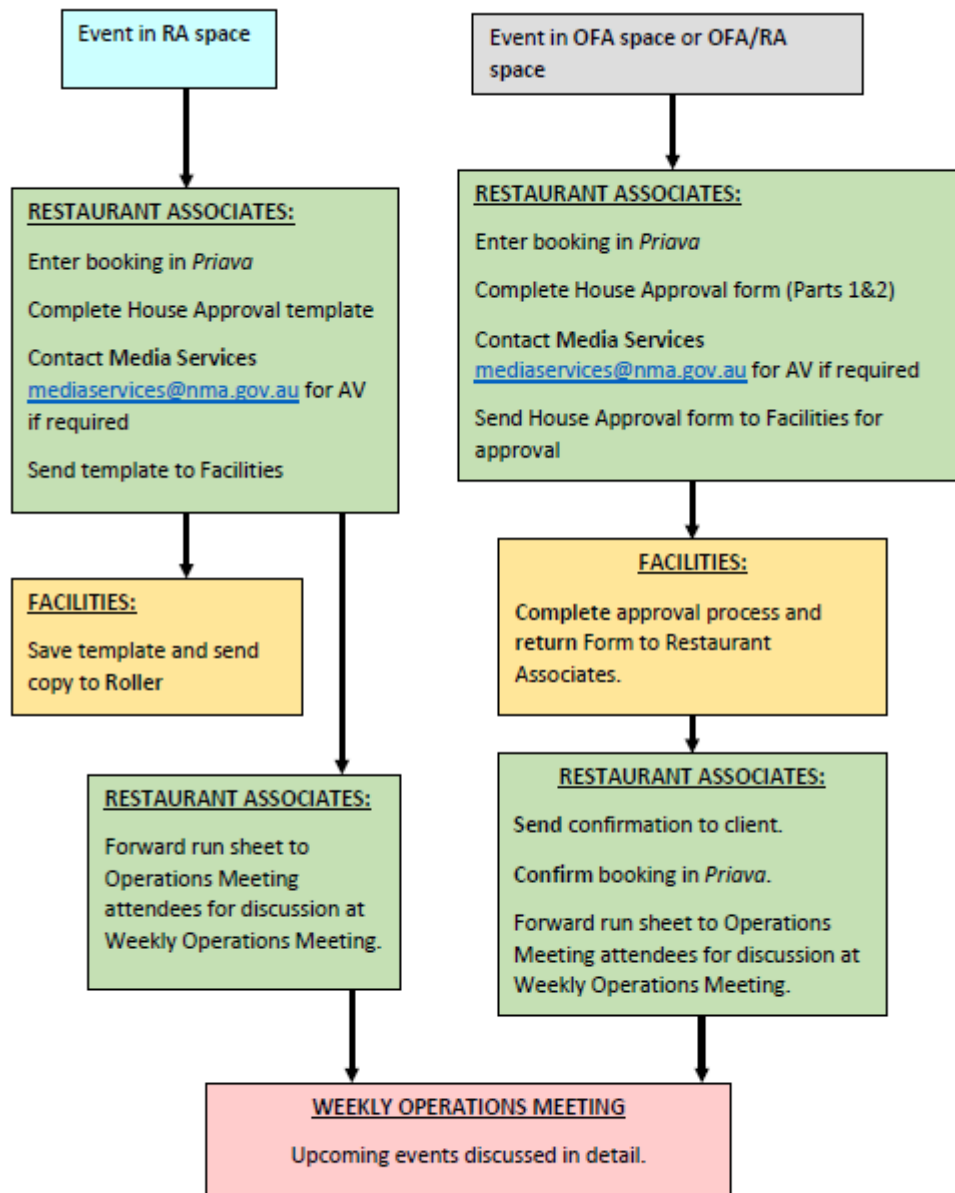 Event in RA space
Event in OFA space or OFA/RA
space
RESTAURANT ASSOCIATES:
Enter booking in Priava
Complete House Approval template
Contact Media Services
mediaservices@nma.gov.au for AV
if required
Send template to Facilities
RESTAURANT ASSOCIATES:
Enter booking in Priava
Complete House Approval form (Parts 1&2)
Contact Media Services
mediaservices@nma.gov.au for AV if required
Send House Approval form to Facilities for
approval
FACILITIES:
Save template and send
copy to Roller
FACILITIES:
Complete approval process and
return Form to Restaurant
Associates.
RESTAURANT ASSOCIATES:
Forward run sheet to
Operations Meeting
attendees for discussion at
Weekly Operations Meeting.
RESTAURANT ASSOCIATES:
Send confirmation to client.
Confirm booking in Priava.
Forward run sheet to Operations
Meeting attendees for discussion at
Weekly Operations Meeting.
WEEKLY OPERATIONS MEETING
Upcoming events discussed in detail.